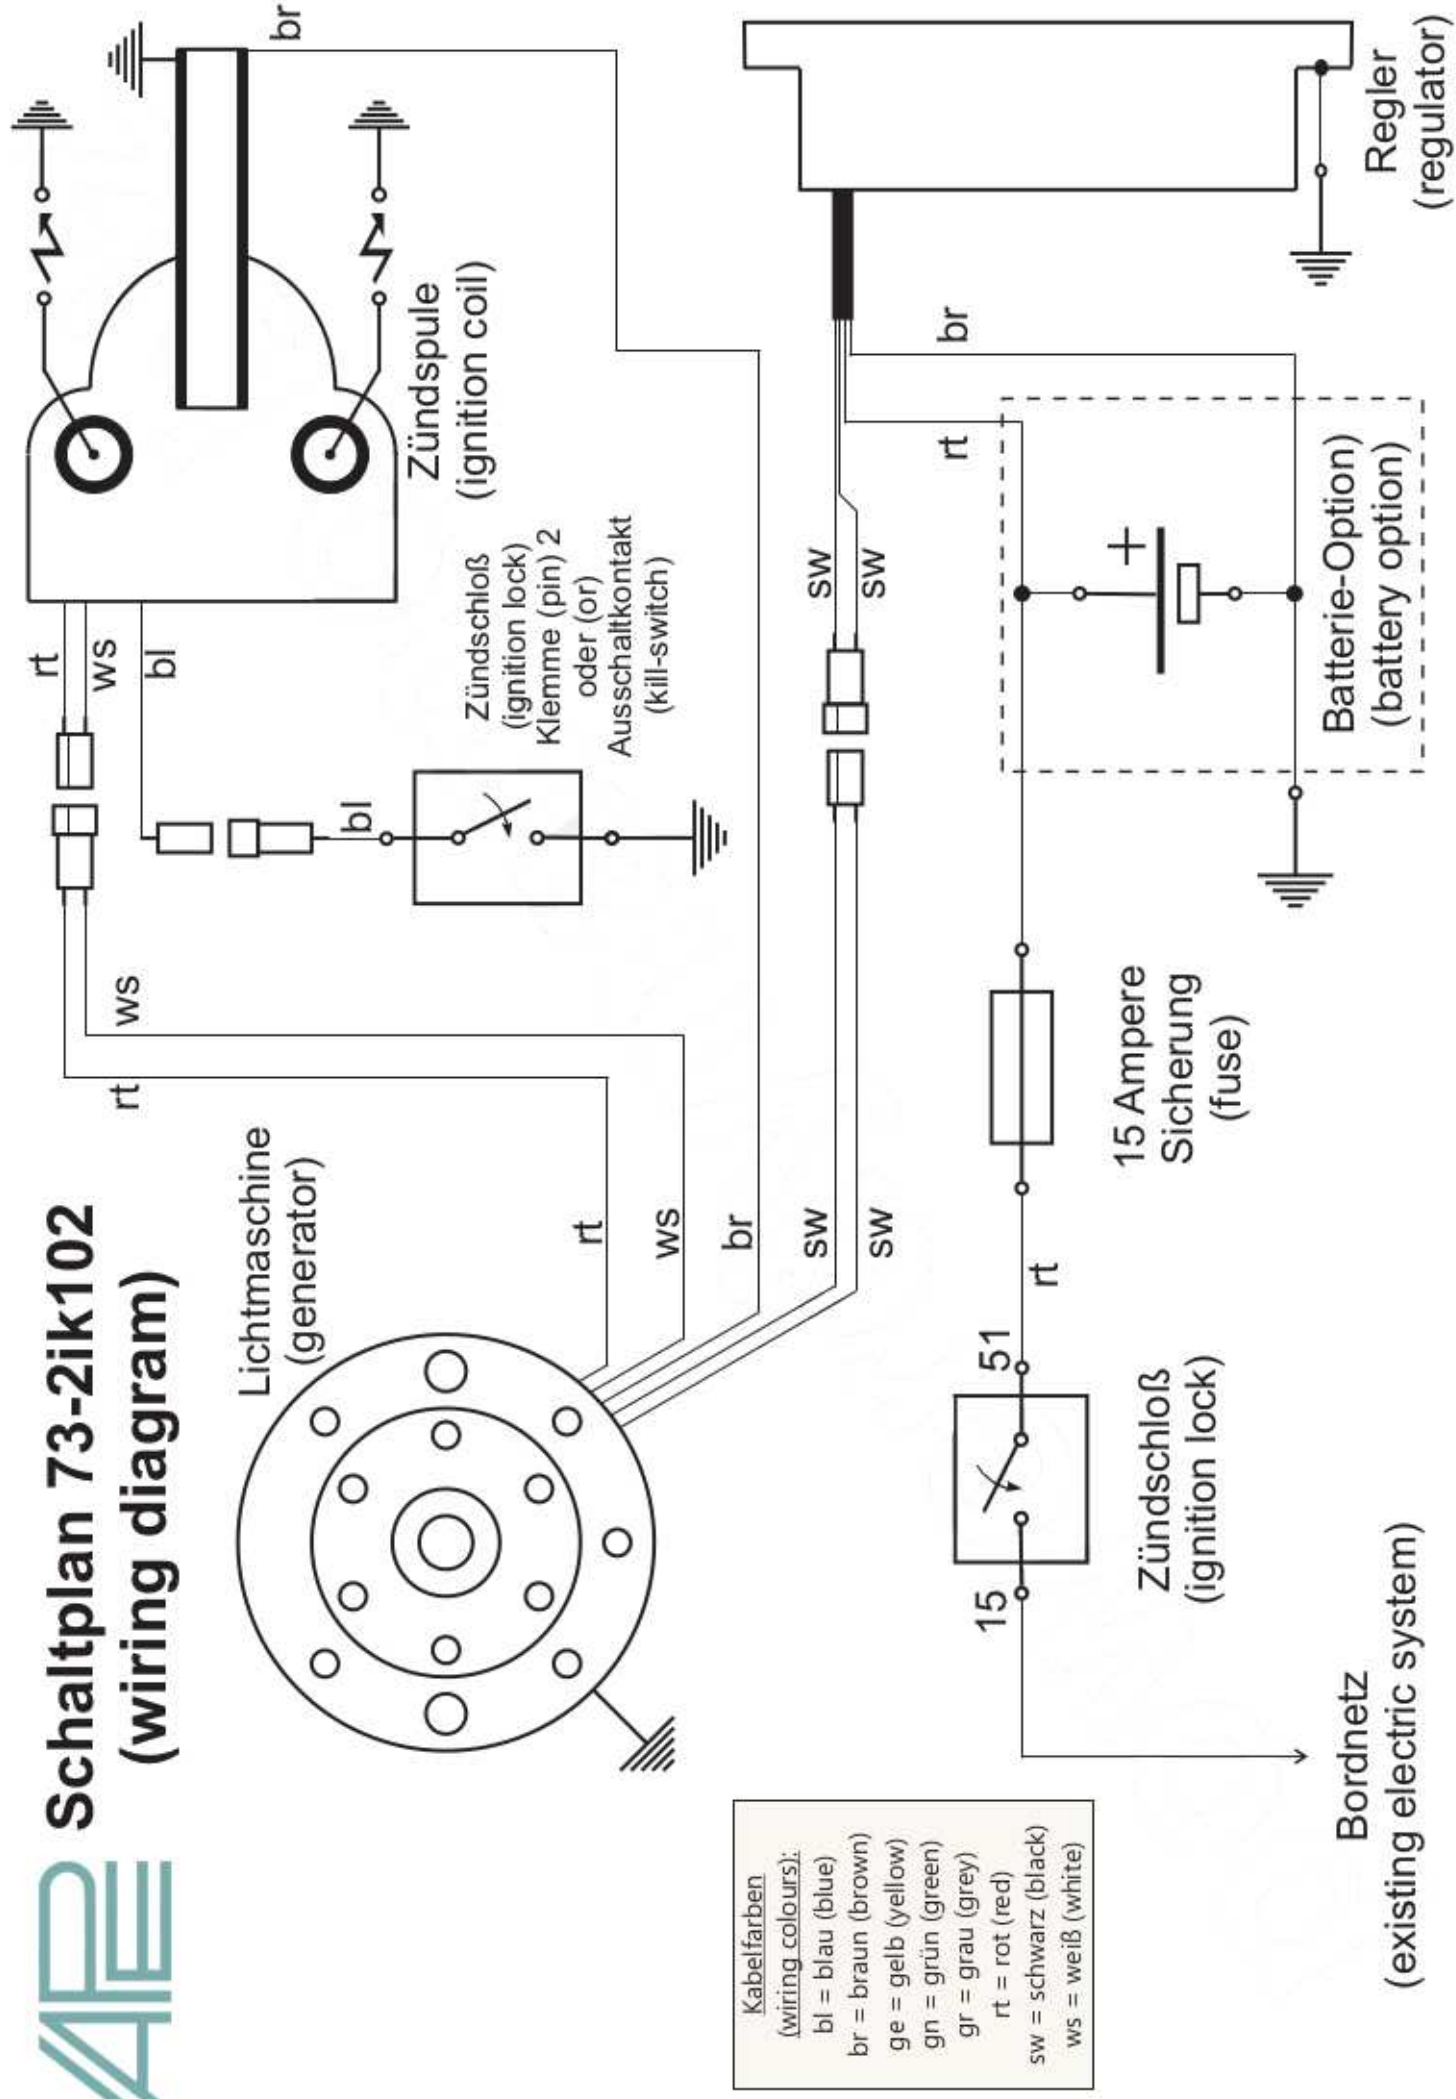 APE
Schaltplan 73-2ik102
(wiring diagram)
Lichtmaschine
(generator)
rt
ws
br
sw
sw
rt
ws
rt
ws
bl
bl
br
Zündspule
(ignition coil)
Zündschloß
(ignition lock)
Klemme (pin) 2
oder (or)
Ausschaltkontakt
(kill-switch)
sw
sw
rt
br
Regler
(regulator)
+
Batterie-Option)
(battery option)
15 Ampere
Sicherung
(fuse)
rt
51
15
Zündschloß
(ignition lock)
Bordnetz
(existing electric system)
Kabelfarben
(wiring colours):
bl = blau (blue)
br = braun (brown)
ge = gelb (yellow)
gn = grün (green)
gr = grau (grey)
rt = rot (red)
sw = schwarz (black)
ws = weiß (white)